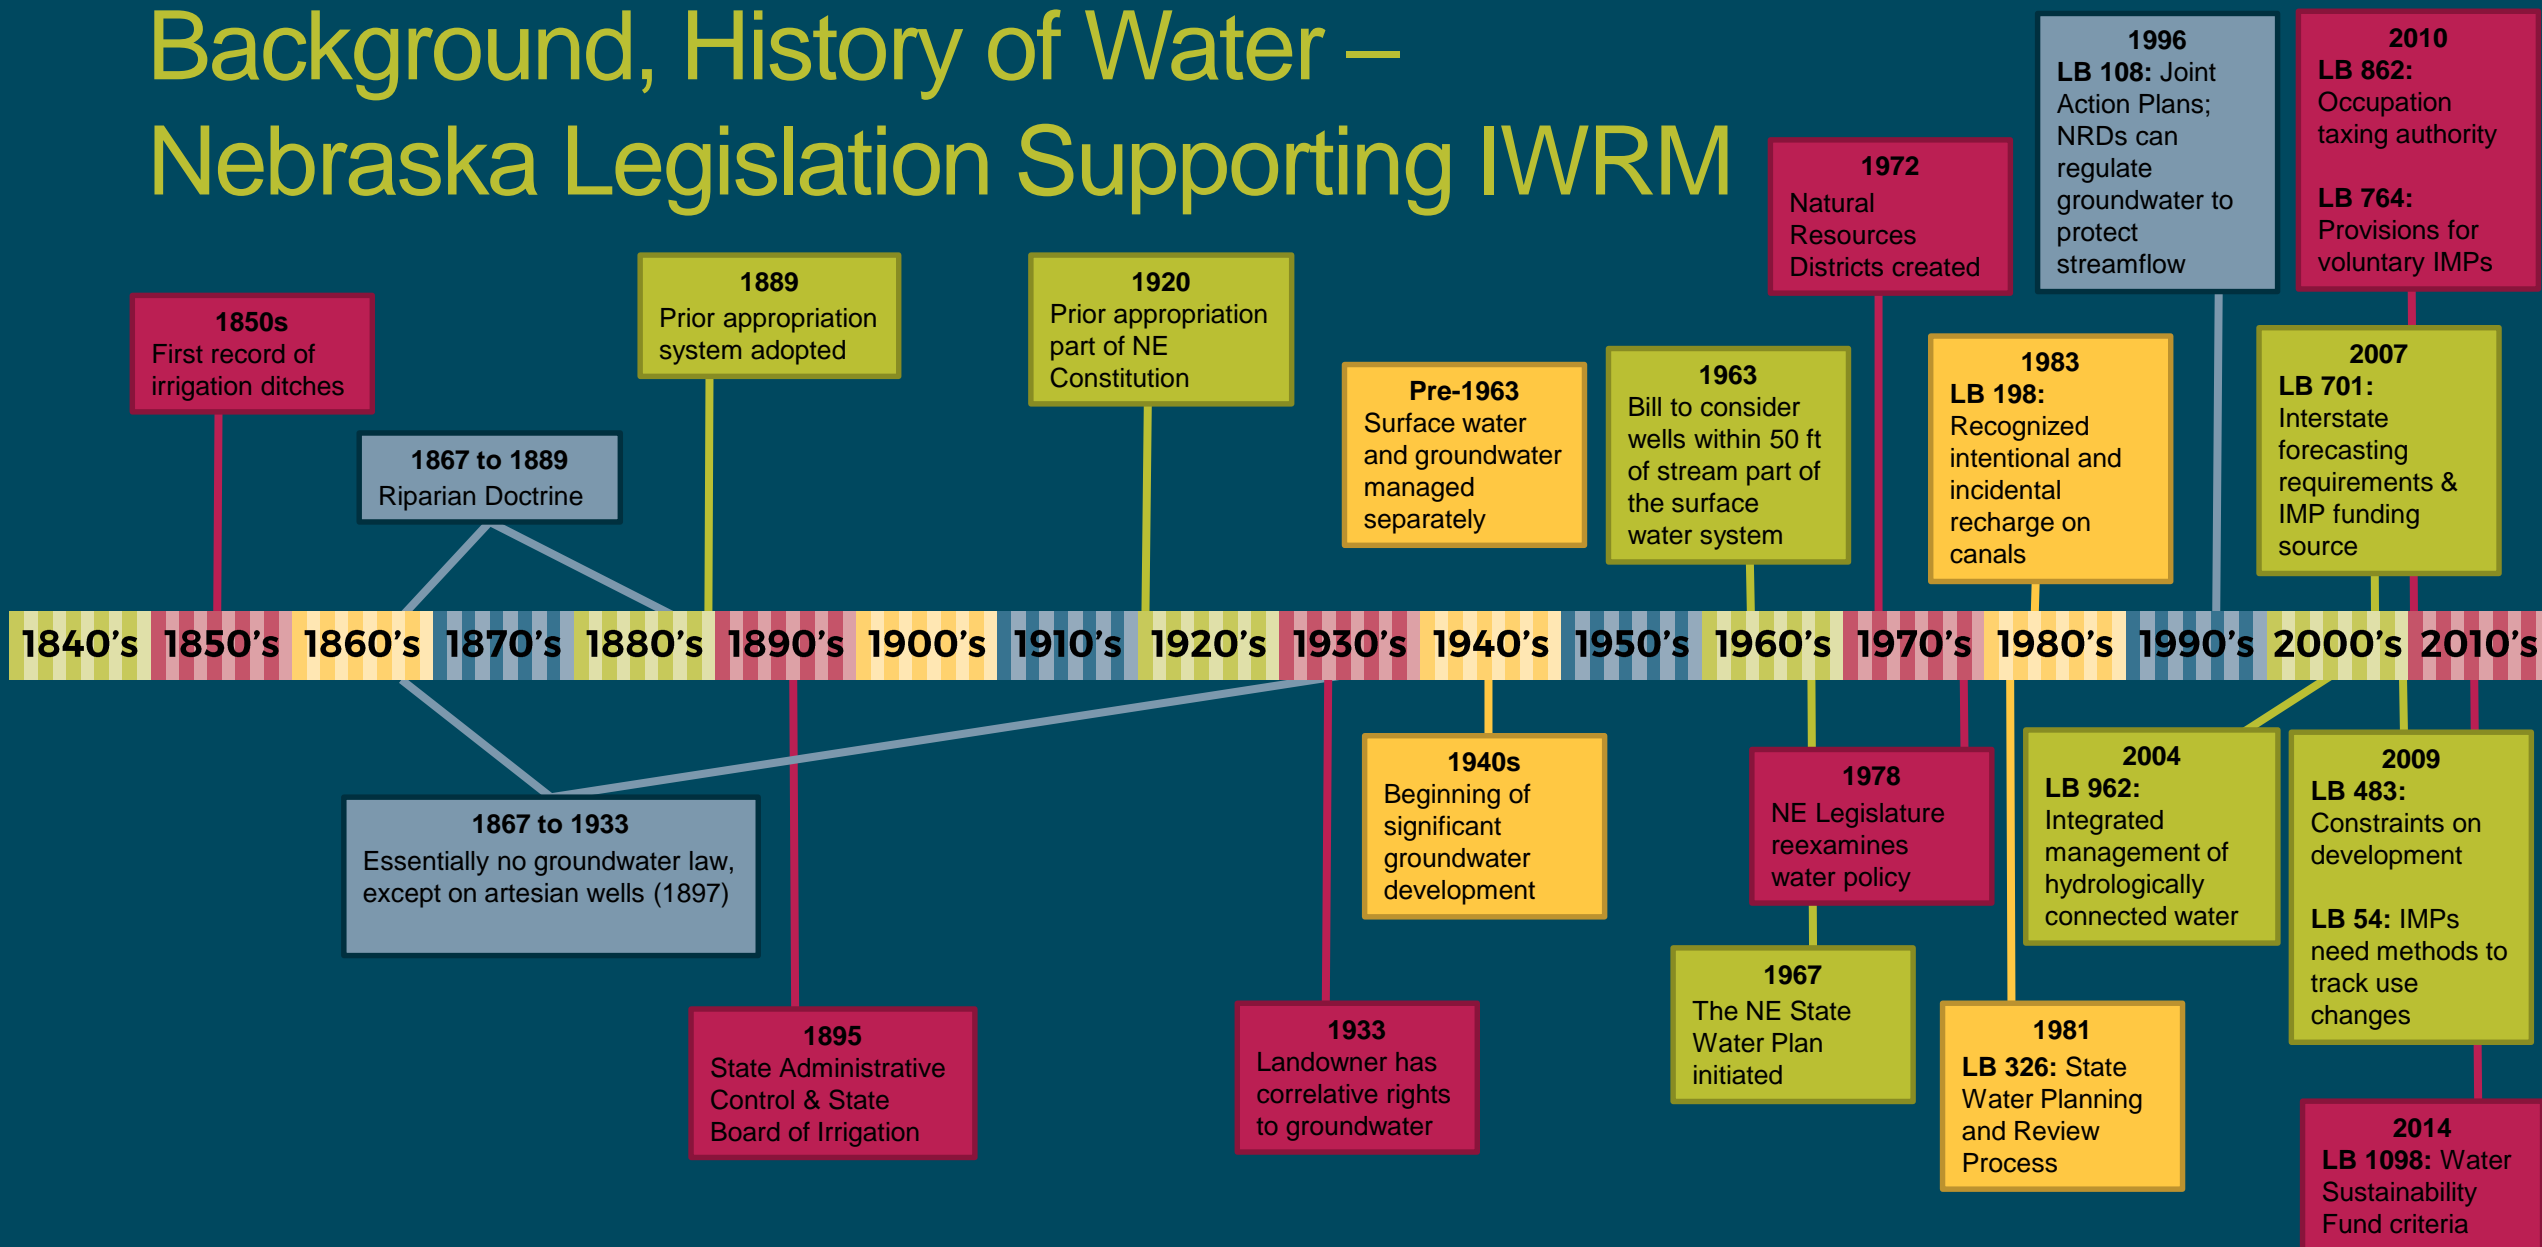 Background, History of Water –
Nebraska Legislation Supporting IWRM
1850s
First record of
irrigation ditches
1867 to 1889
Riparian Doctrine
1889
Prior appropriation
system adopted
1920
Prior appropriation
part of NE
Constitution
Pre-1963
Surface water
and groundwater
managed
separately
1963
Bill to consider
wells within 50 ft
of stream part of
the surface
water system
1972
Natural
Resources
Districts created
1983
LB 198:
Recognized
intentional and
incidental
recharge on
canals
1996
LB 108: Joint
Action Plans;
NRDs can
regulate
groundwater to
protect
streamflow
2010
LB 862:
Occupation
taxing authority
LB 764:
Provisions for
voluntary IMPs
2007
LB 701:
Interstate
forecasting
requirements &
IMP funding
source
1840's 1850's 1860's 1870's 1880's 1890's 1900's 1910's 1920's 1930's 1940's 1950's 1960's 1970's 1980's 1990's 2000's 2010's
1867 to 1933
Essentially no groundwater law,
except on artesian wells (1897)
1895
State Administrative
Control & State
Board of Irrigation
1933
Landowner has
correlative rights
to groundwater
1940s
Beginning of
significant
groundwater
development
1978
NE Legislature
reexamines
water policy
1967
The NE State
Water Plan
initiated
1981
LB 326: State
Water Planning
and Review
Process
2004
LB 962:
Integrated
management of
hydrologically
connected water
2009
LB 483:
Constraints on
development
LB 54: IMPs
need methods to
track use
changes
2014
LB 1098: Water
Sustainability
Fund criteria